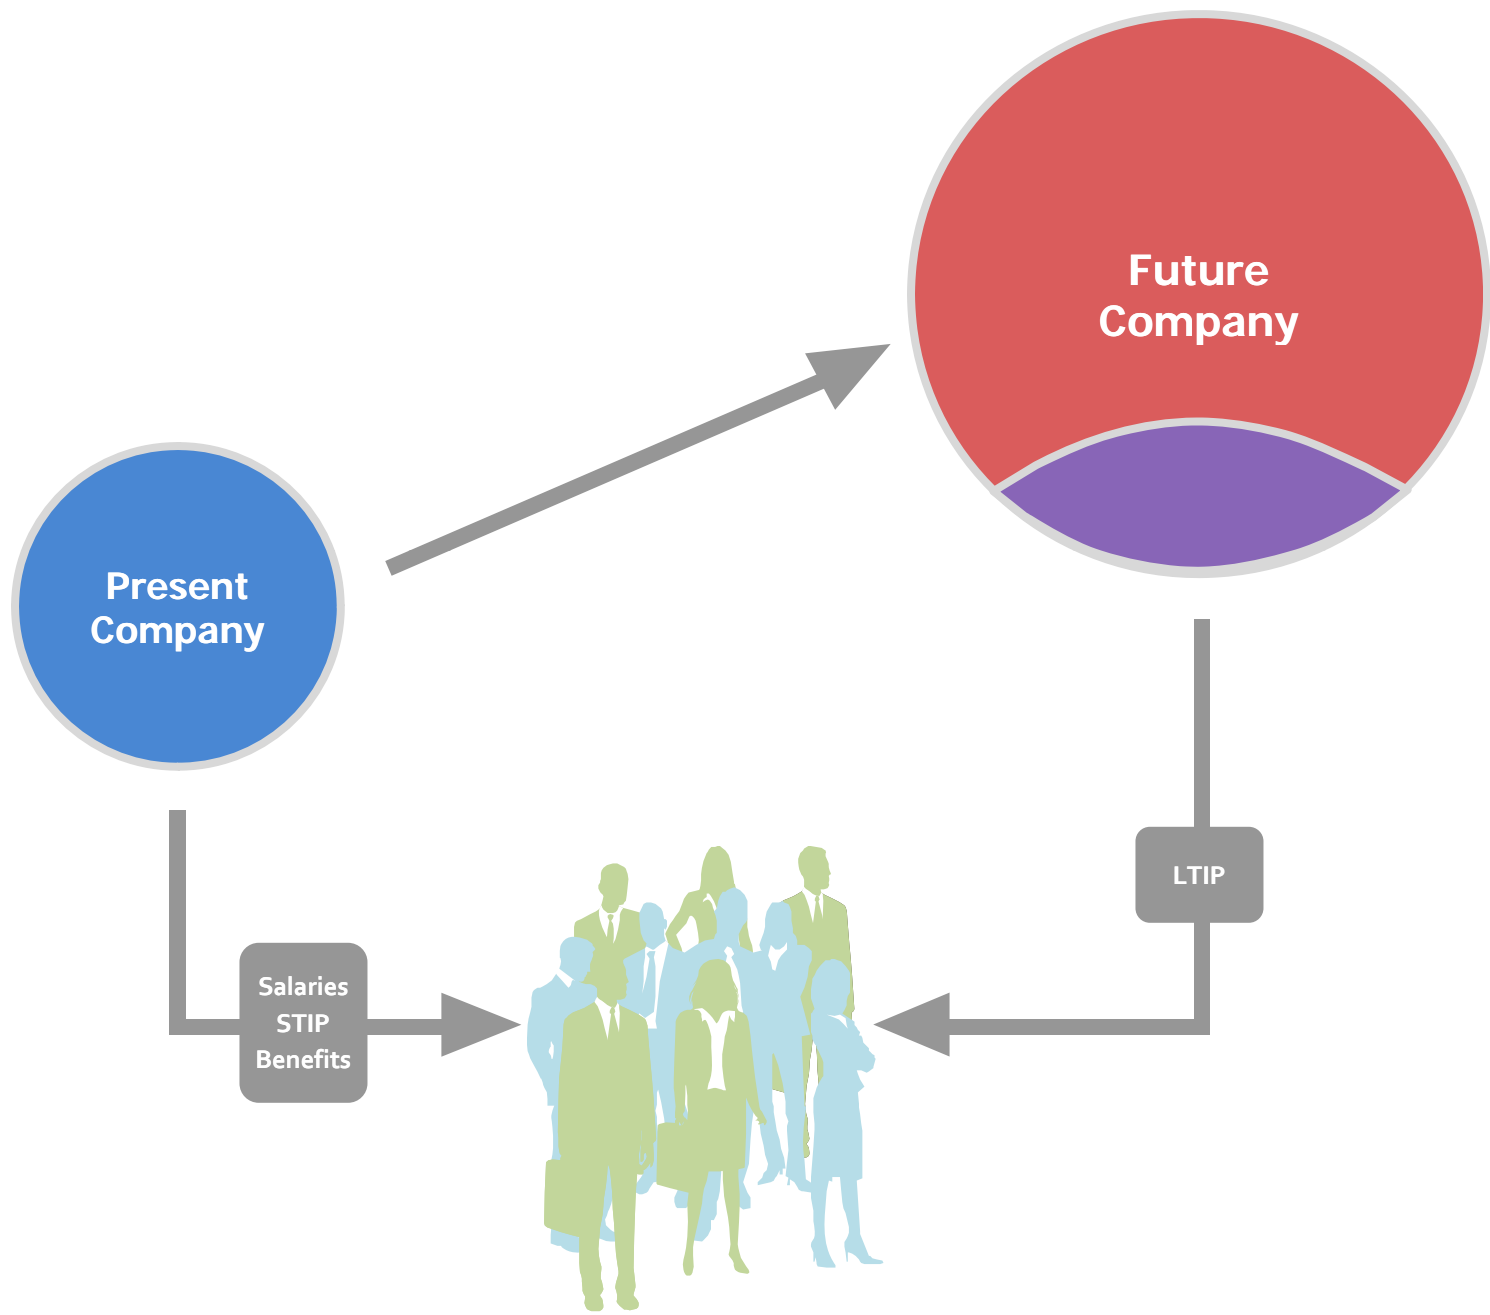 Future
Company
Present
Company
LTIP
Salaries
STIP
Benefits